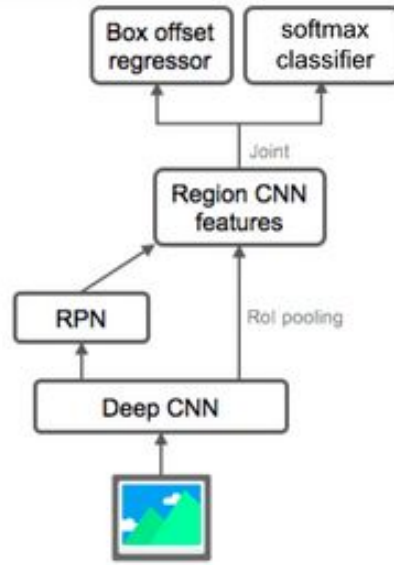 Box offset
regressor
softmax
classifier
Joint
Region CNN
features
RPN
RoI pooling
Deep CNN